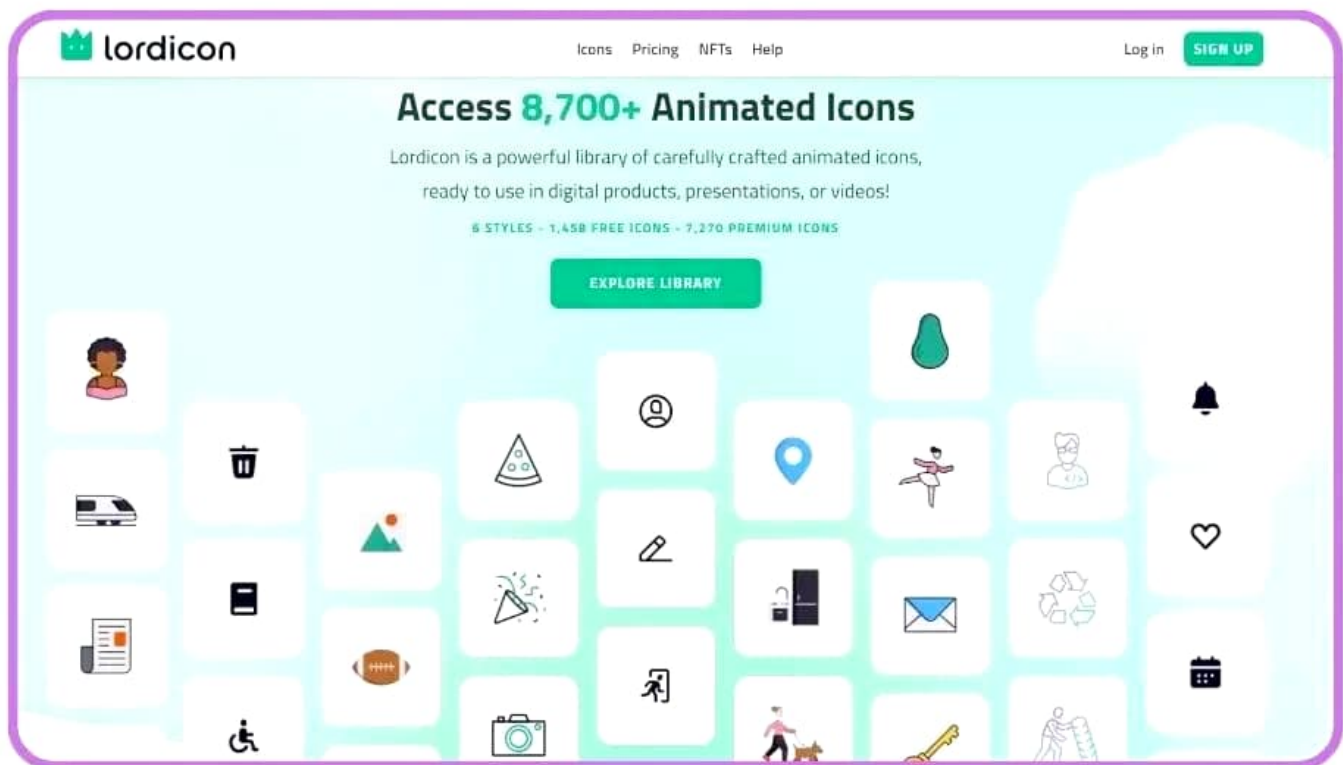 lordicon
Icons Pricing NFTs Help
Log in SIGN UP
Access 8,700+ Animated Icons
Lordicon is a powerful library of carefully crafted animated icons,
ready to use in digital products, presentations, or videos!
6 STYLES - 1,458 FREE ICONS - 7,270 PREMIUM ICONS
EXPLORE LIBRARY